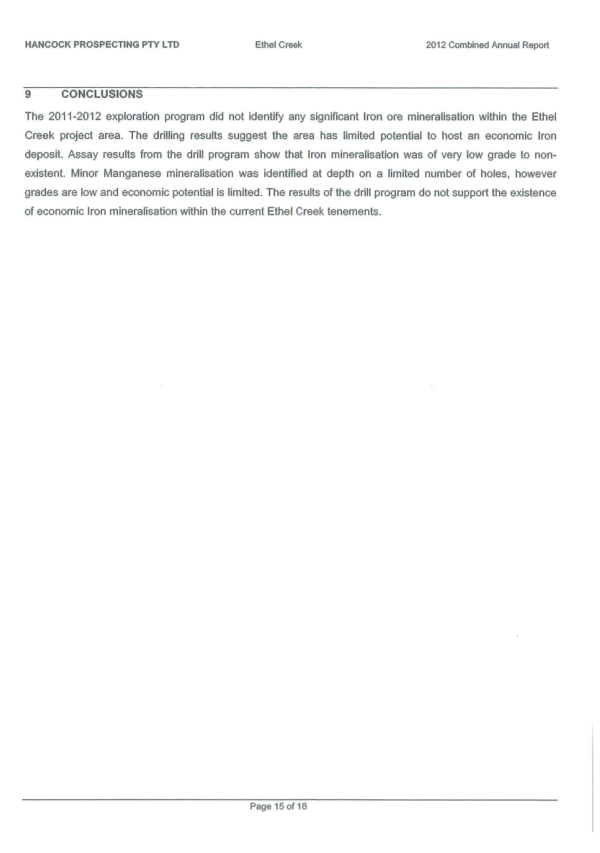 HANCOCK PROSPECTING PTY LTD Ethel Creek 2012 Combined Annual Report
9 CONCLUSIONS
The 2011-2012 exploration program did not identify any significant Iron ore mineralisation within the Ethel
Creek project area. The drilling results suggest the area has limited potential to host an economic Iron
deposit. Assay results from the drill program show that Iron mineralisation was of very low grade to non-
existent. Minor Manganese mineralisation was identified at depth on a limited number of holes, however
grades are low and economic potential is limited. The results of the drill program do not support the existence
of economic Iron mineralisation within the current Ethel Creek tenements.
Page 15 of 18